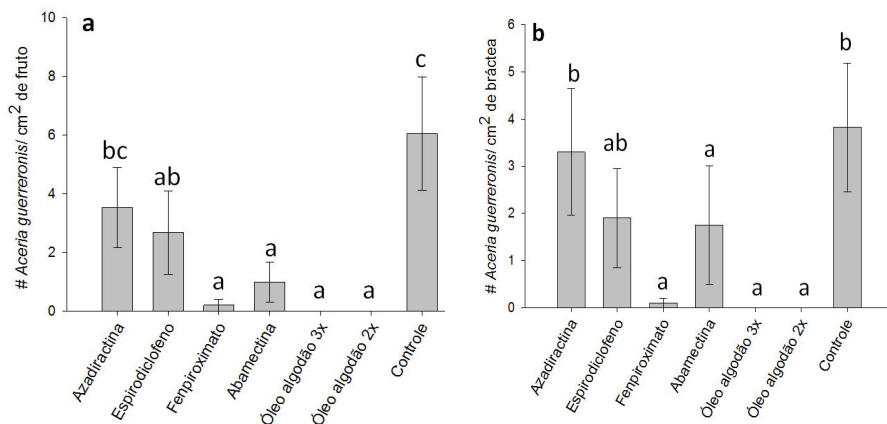 a
# Aceria guerreronis/ cm² de fruto
10
8
6
4
2
0
bc
ab
a
a
a
a
c
Azadiractina
Espirodiclofeno
Fenpiroximato
Abamectina
Óleo algodão 3x
Óleo algodão 2x
Controle
b
# Aceria guerreronis/ cm² de bráctea
6
5
4
3
2
1
0
b
ab
a
a
a
a
b
Azadiractina
Espirodiclofeno
Fenpiroximato
Abamectina
Óleo algodão 3x
Óleo algodão 2x
Controle